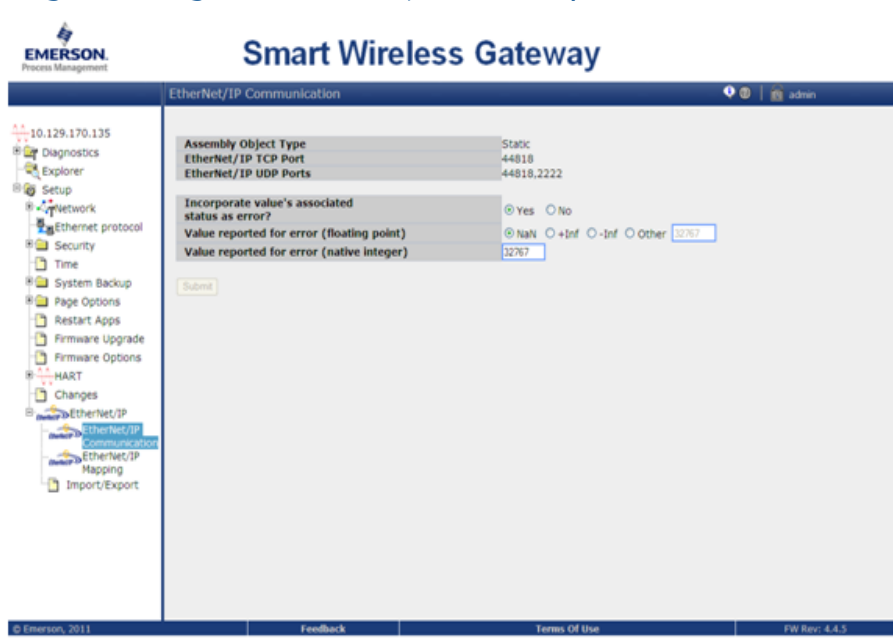 EMERSON.
Process Management
Smart Wireless Gateway
EtherNet/IP Communication
admin
10.129.170.135
Diagnostics
Explorer
Setup
Network
Ethernet protocol
Security
Time
System Backup
Page Options
Restart Apps
Firmware Upgrade
Firmware Options
HART
Changes
EtherNet/IP
EtherNet/IP
Communication
EtherNet/IP
Mapping
Import/Export
Assembly Object Type Static
EtherNet/IP TCP Port 44818
EtherNet/IP UDP Ports 44818,2222
Incorporate value's associated
status as error? Yes No
Value reported for error (floating point) NaN +Inf -Inf Other 32767
Value reported for error (native integer) 32767
Submit
© Emerson, 2011 Feedback Terms Of Use FW Rev: 4.4.5